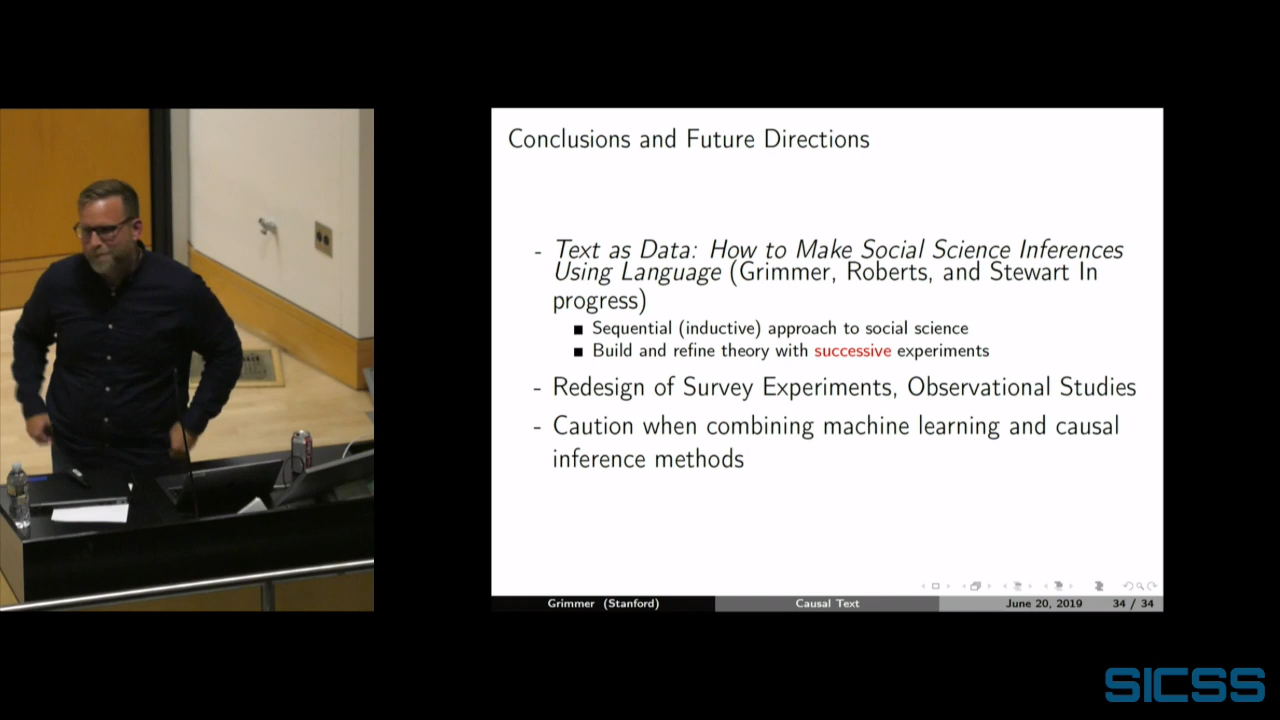 Conclusions and Future Directions
- Text as Data: How to Make Social Science Inferences
Using Language (Grimmer, Roberts, and Stewart In
progress)
■ Sequential (inductive) approach to social science
■ Build and refine theory with successive experiments
- Redesign of Survey Experiments, Observational Studies
- Caution when combining machine learning and causal
inference methods
Grimmer (Stanford) Causal Text June 20, 2019 34 / 34
SICSS